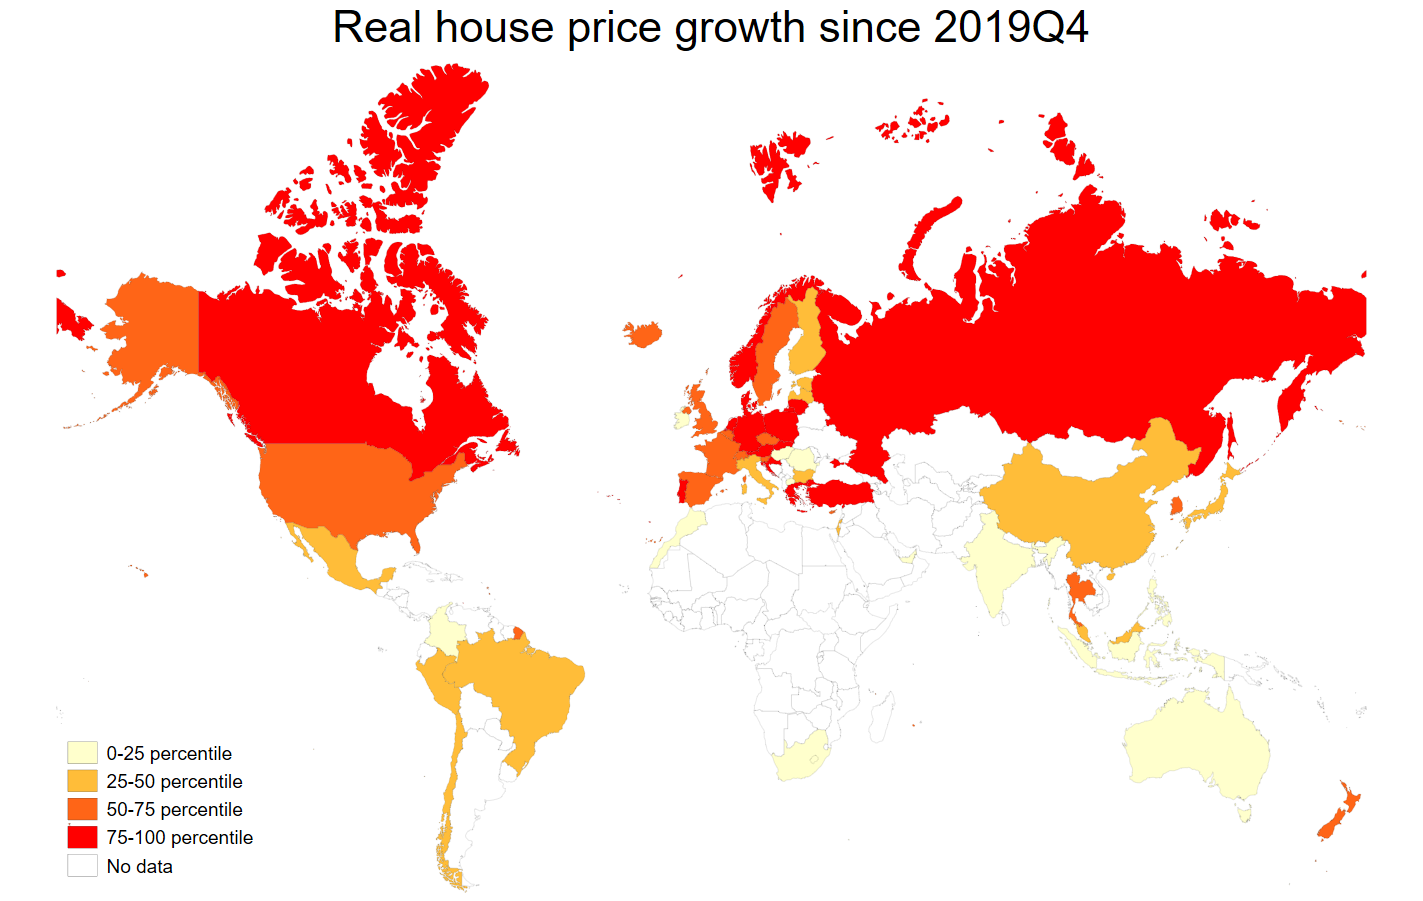 Real house price growth since 2019Q4
0-25 percentile
25-50 percentile
50-75 percentile
75-100 percentile
No data